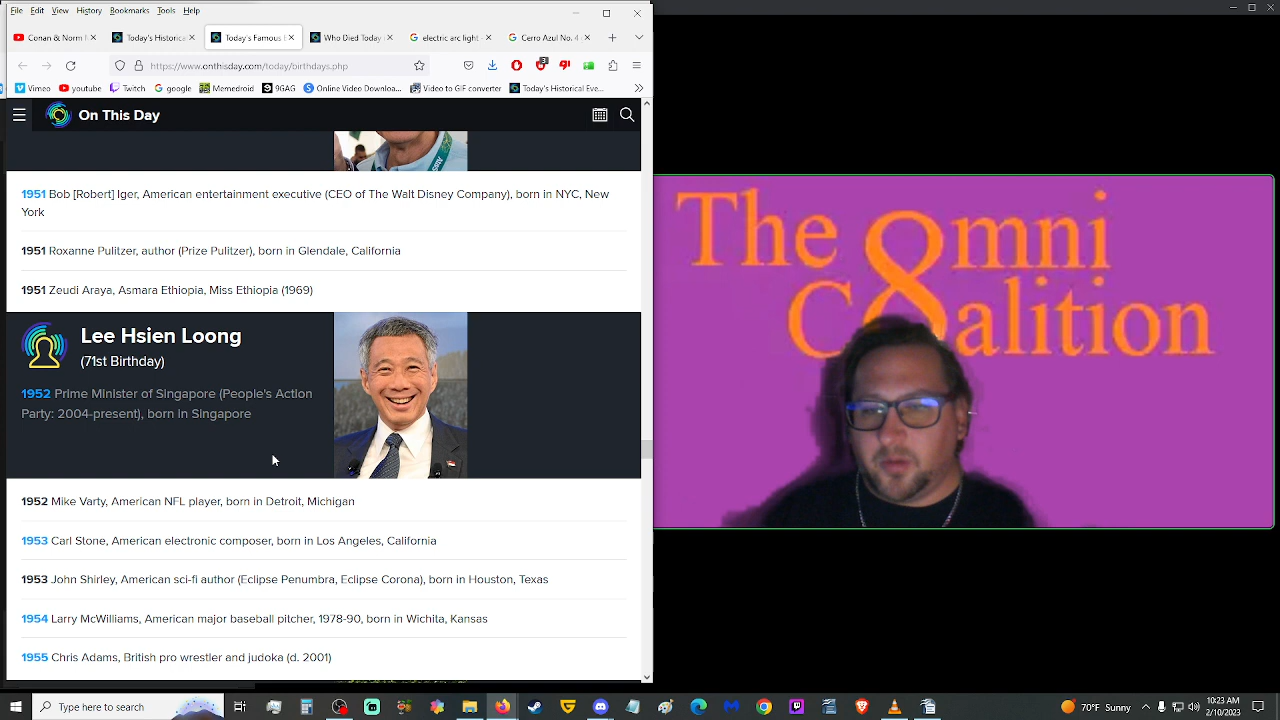 File Edit View History Bookmarks Tools Help
Conan & Norm
Today's Historica
Today's Famous
Who Died Today
electric arc light -
Cerro Azul No. 4
https://www.onthisday.com/today/birthdays.php
3
Vimeo youtube Twitch google Memedroid 9GAG Online Video Downloa... Video to GIF converter Today's Historical Eve...
On This Day
1951 Bob [Robert] Iger, American entertainment executive (CEO of The Walt Disney Company), born in NYC, New
York
1951 Roxanne Pulitzer, author (Prize Pulitzer), born in Glendale, California
1951 Zeudi Araya, Asmara Ethiopia, Miss Ethiopia (1969)
Lee Hsien Loong
(71st Birthday)
1952 Prime Minister of Singapore (People's Action
Party: 2004-present), born in Singapore
1952 Mike Varty, American NFL player, born in Detroit, Michigan
1953 Carl Stone, American electronic composer, born in Los Angeles, California
1953 John Shirley, American sci-fi author (Eclipse Penumbra, Eclipse Corona), born in Houston, Texas
1954 Larry McWilliams, American major baseball pitcher, 1978-90, born in Wichita, Kansas
1955 Chris Adams, British pro wrestler and judoka (d. 2001)
The Omni
Coalition
Type here to search
70°F Sunny
10:23 AM
2/10/2023